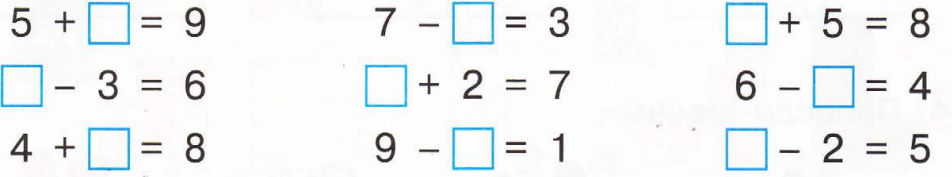 5 + □ = 9 7 − □ = 3 □ + 5 = 8
□ − 3 = 6 □ + 2 = 7 6 − □ = 4
4 + □ = 8 9 − □ = 1 □ − 2 = 5